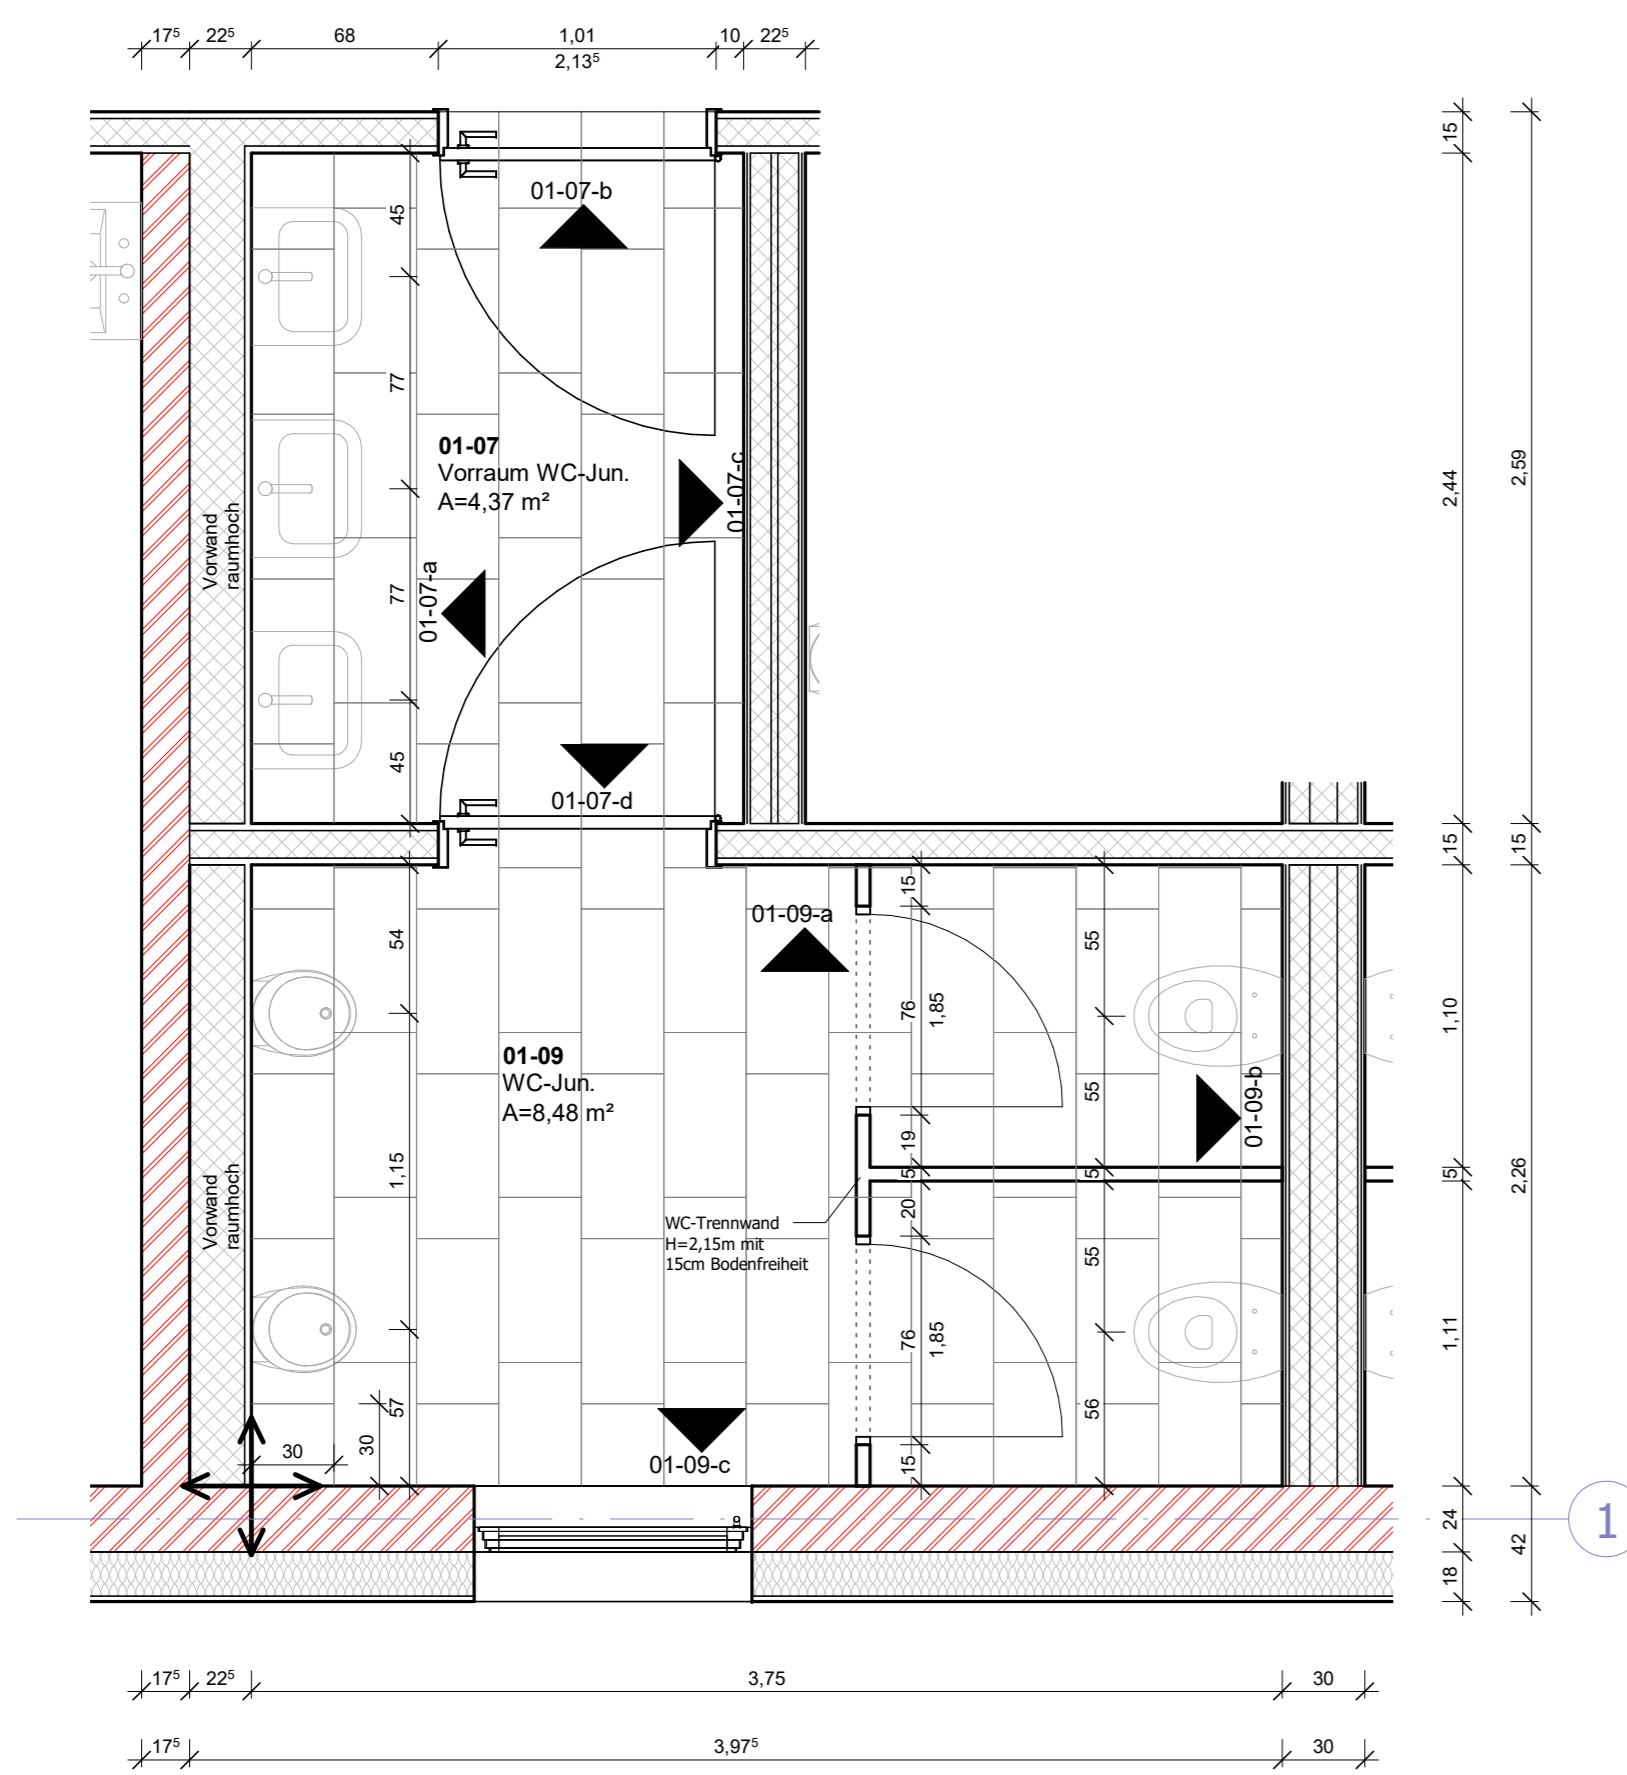 17⁵ 22⁵ 68 1,01 10 22⁵
2,13⁵
15
01-07-b
45
77
01-07
Vorraum WC-Jun.
A=4,37 m²
01-07-c
2,44
2,59
Vorwand
raumhoch
77
01-07-a
45
01-07-d
15
15
15
01-09-a
54
55
76
1,85
1,10
01-09
WC-Jun.
A=8,48 m²
55
01-09-b
19
1,15
5
5
5
2,26
Vorwand
raumhoch
20
WC-Trennwand
H=2,15m mit
15cm Bodenfreiheit
55
76
1,85
1,11
57
56
30
30
01-09-c
15
24
42
1
18
17⁵ 22⁵ 3,75 30
17⁵ 3,97⁵ 30